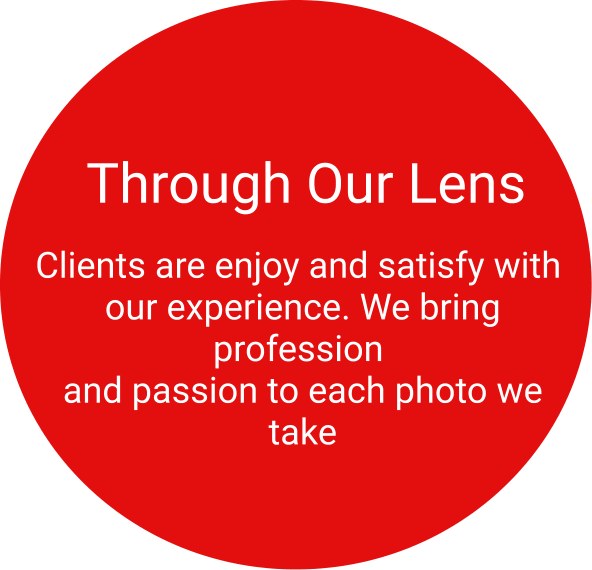 Through Our Lens
Clients are enjoy and satisfy with
our experience. We bring
profession
and passion to each photo we
take